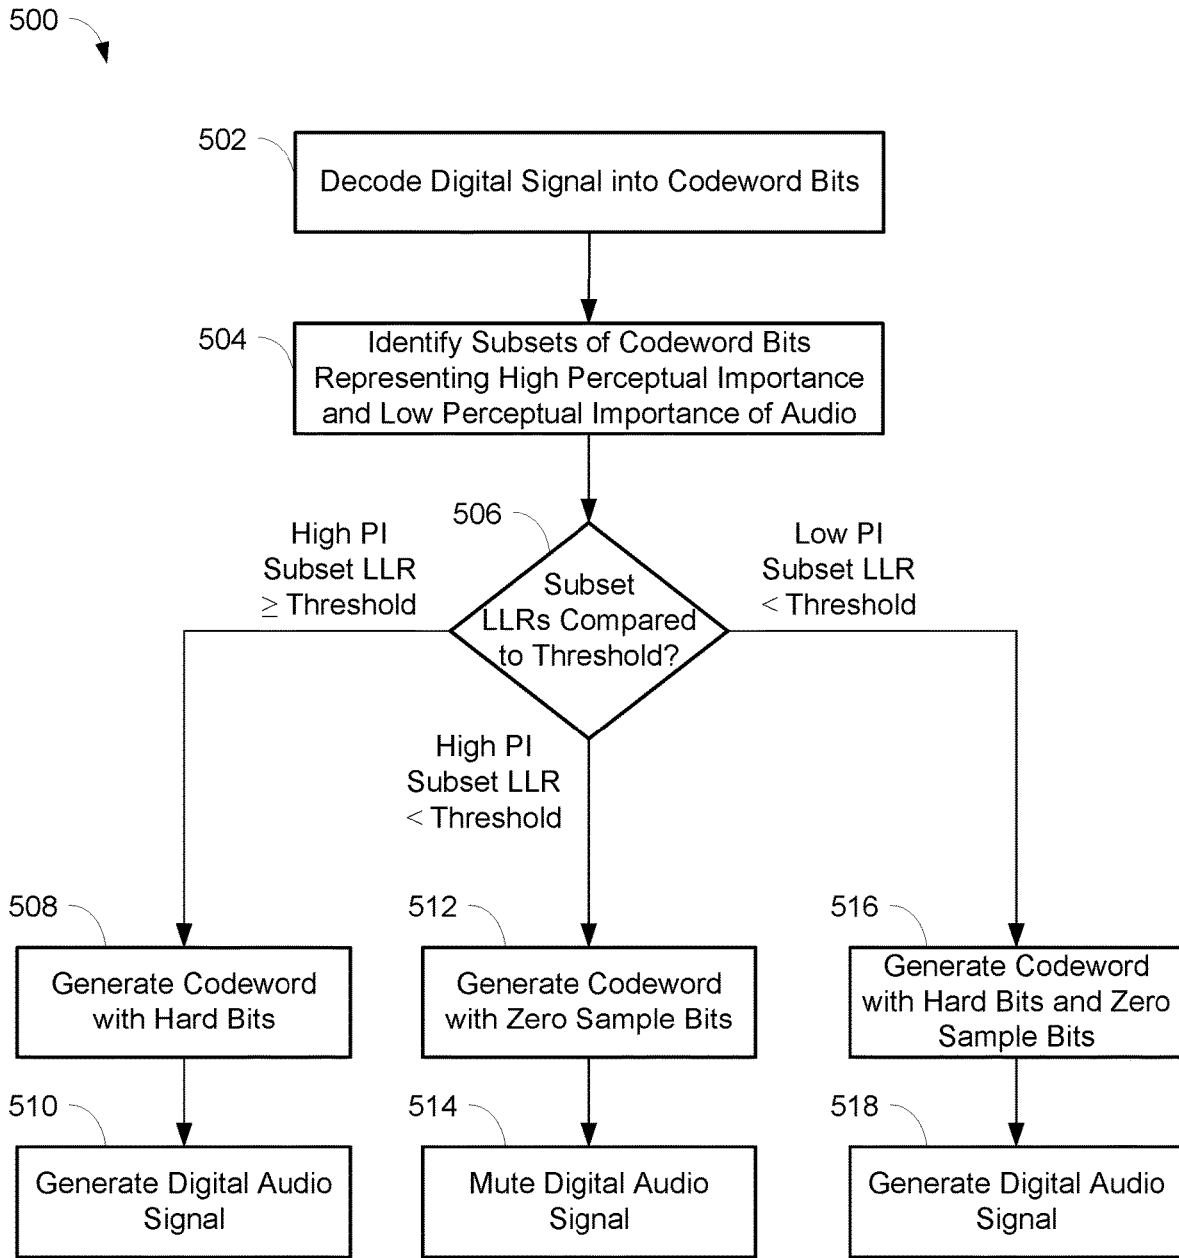 500
502
Decode Digital Signal into Codeword Bits
504
Identify Subsets of Codeword Bits
Representing High Perceptual Importance
and Low Perceptual Importance of Audio
506
Subset
LLRs Compared
to Threshold?
High PI
Subset LLR
≥ Threshold
Low PI
Subset LLR
< Threshold
High PI
Subset LLR
< Threshold
508
Generate Codeword
with Hard Bits
512
Generate Codeword
with Zero Sample Bits
516
Generate Codeword
with Hard Bits and Zero
Sample Bits
510
Generate Digital Audio
Signal
514
Mute Digital Audio
Signal
518
Generate Digital Audio
Signal